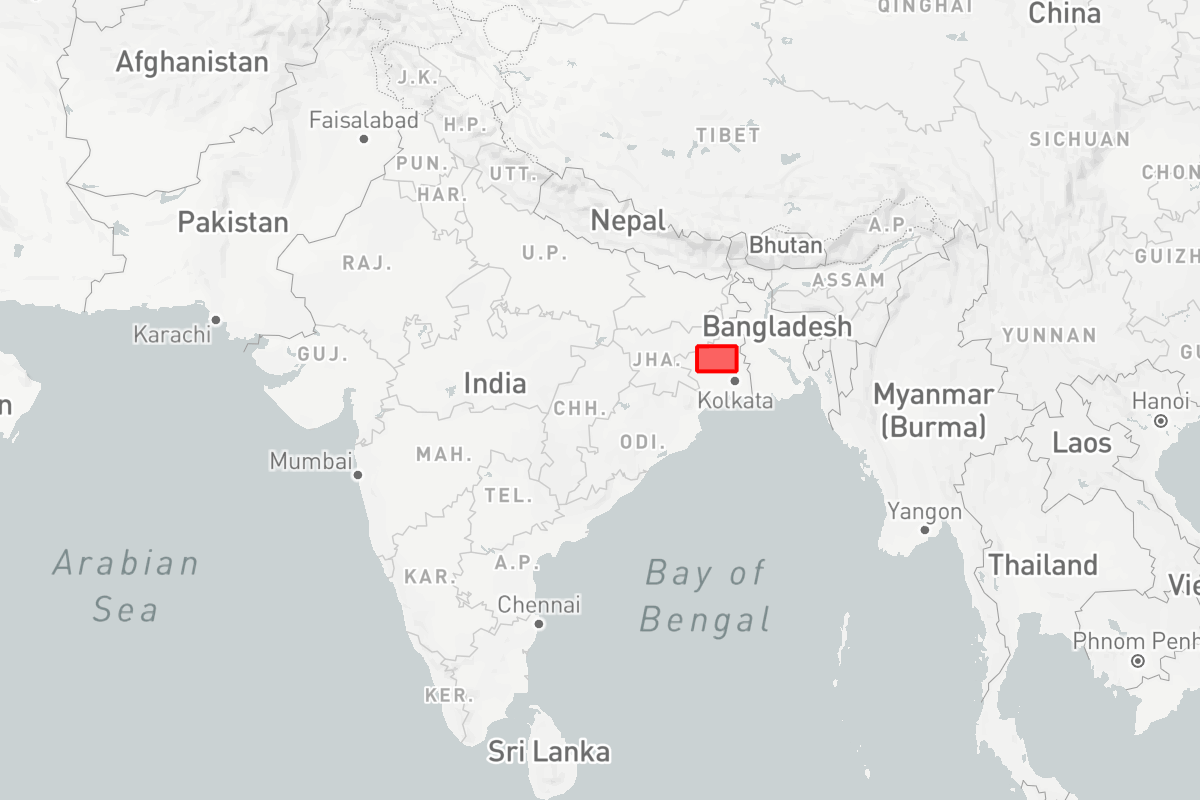 QINGHAI
China
Afghanistan
J.K.
Faisalabad
H.P.
TIBET
SICHUAN
PUN.
UTT.
CHON
HAR.
Pakistan
Nepal
A.P.
Bhutan
U.P.
RAJ.
ASSAM
GUIZH
Karachi
Bangladesh
YUNNAN
GUJ.
JHA.
GU
India
Kolkata
Myanmar
(Burma)
Hanoi
n
CHH.
ODI.
Laos
MAH.
Mumbai
TEL.
Yangon
Arabian
Sea
A.P.
KAR.
Bay of
Bengal
Thailand
Vie
Chennai
Phnom Penh
KER.
Sri Lanka